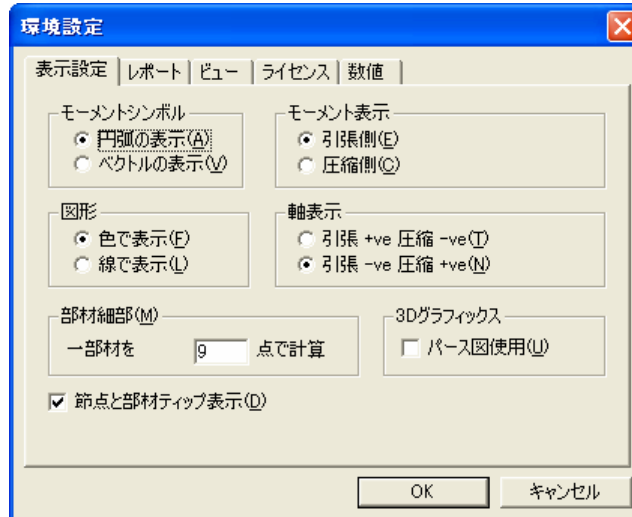 環境設定
表示設定 レポート ビュー ライセンス 数値
モーメントシンボル
円弧の表示(A)
ベクトルの表示(V)
モーメント表示
引張側(E)
圧縮側(C)
図形
色で表示(F)
線で表示(L)
軸表示
引張 +ve 圧縮 -ve(T)
引張 -ve 圧縮 +ve(N)
部材細部(M)
一部材を 9 点で計算
3Dグラフィックス
パース図使用(U)
節点と部材ティップ表示(D)
OK キャンセル